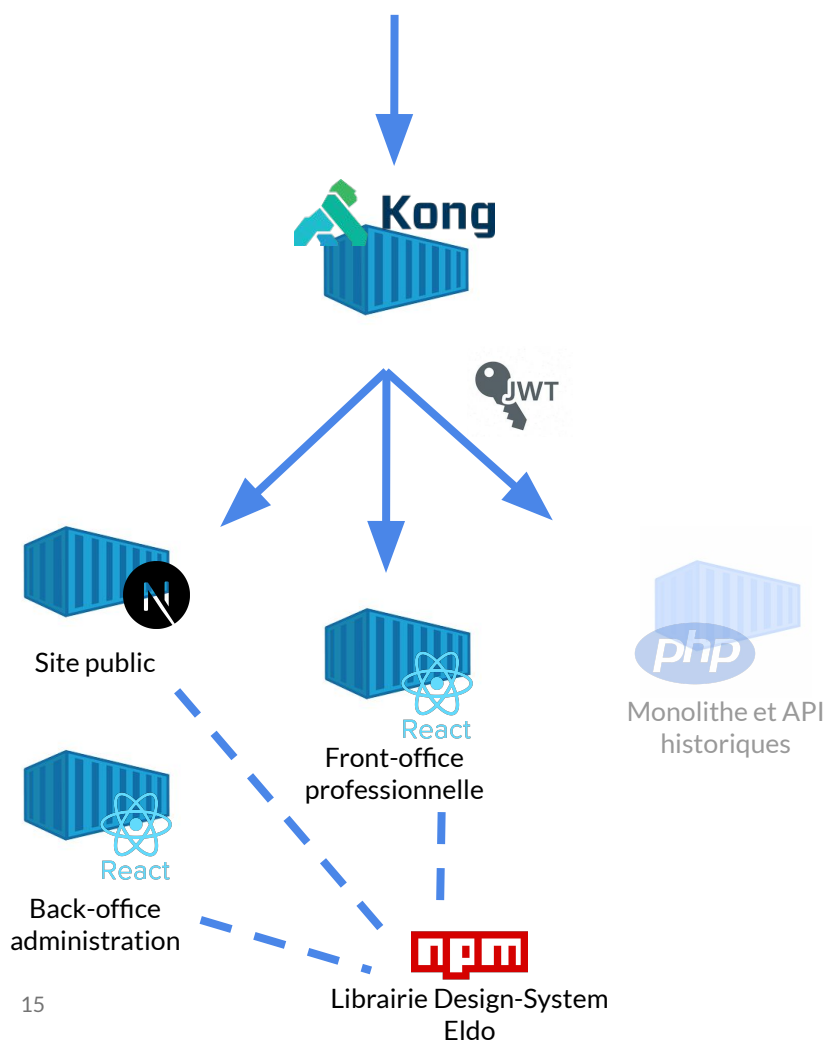 Kong
JWT
N
Site public
React
Front-office
professionnelle
php
Monolithe et API
historiques
React
Back-office
administration
npm
Librairie Design-System
Eldo
15